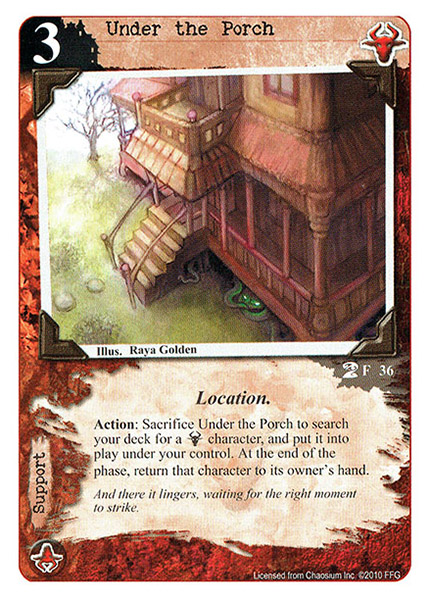 3
Under the Porch
Illus. Raya Golden
F 36
Location.
Action: Sacrifice Under the Porch to search
your deck for a character, and put it into
play under your control. At the end of the
phase, return that character to its owner's hand.
And there it lingers, waiting for the right moment
to strike.
Support
Licensed from Chaosium Inc. ©2010 FFG